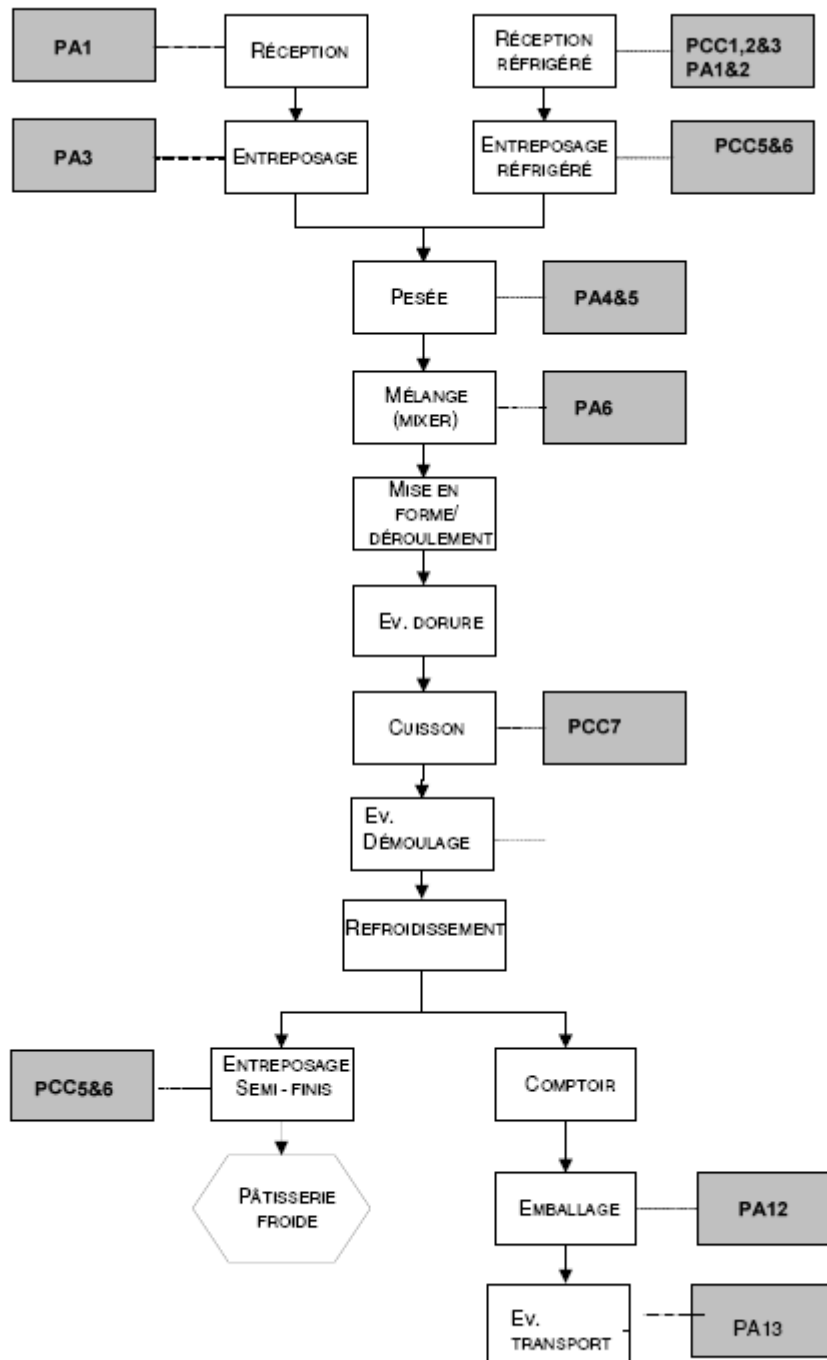 PA1
RÉCEPTION
RÉCEPTION
RÉFRIGÉRÉ
PCC1,2&3
PA1&2
PA3
ENTREPOSAGE
ENTREPOSAGE
RÉFRIGÉRÉ
PCC5&6
PESÉE
PA4&5
MÉLANGE
(MIXER)
PA6
MISE EN
FORME/
DÉROULEMENT
EV. DORURE
CUISSON
PCC7
EV.
DÉMOULAGE
REFROIDISSEMENT
PCC5&6
ENTREPOSAGE
SEMI-FINIS
COMPTOIR
PÂTISSERIE
FROIDE
EMBALLAGE
PA12
EV.
TRANSPORT
PA13